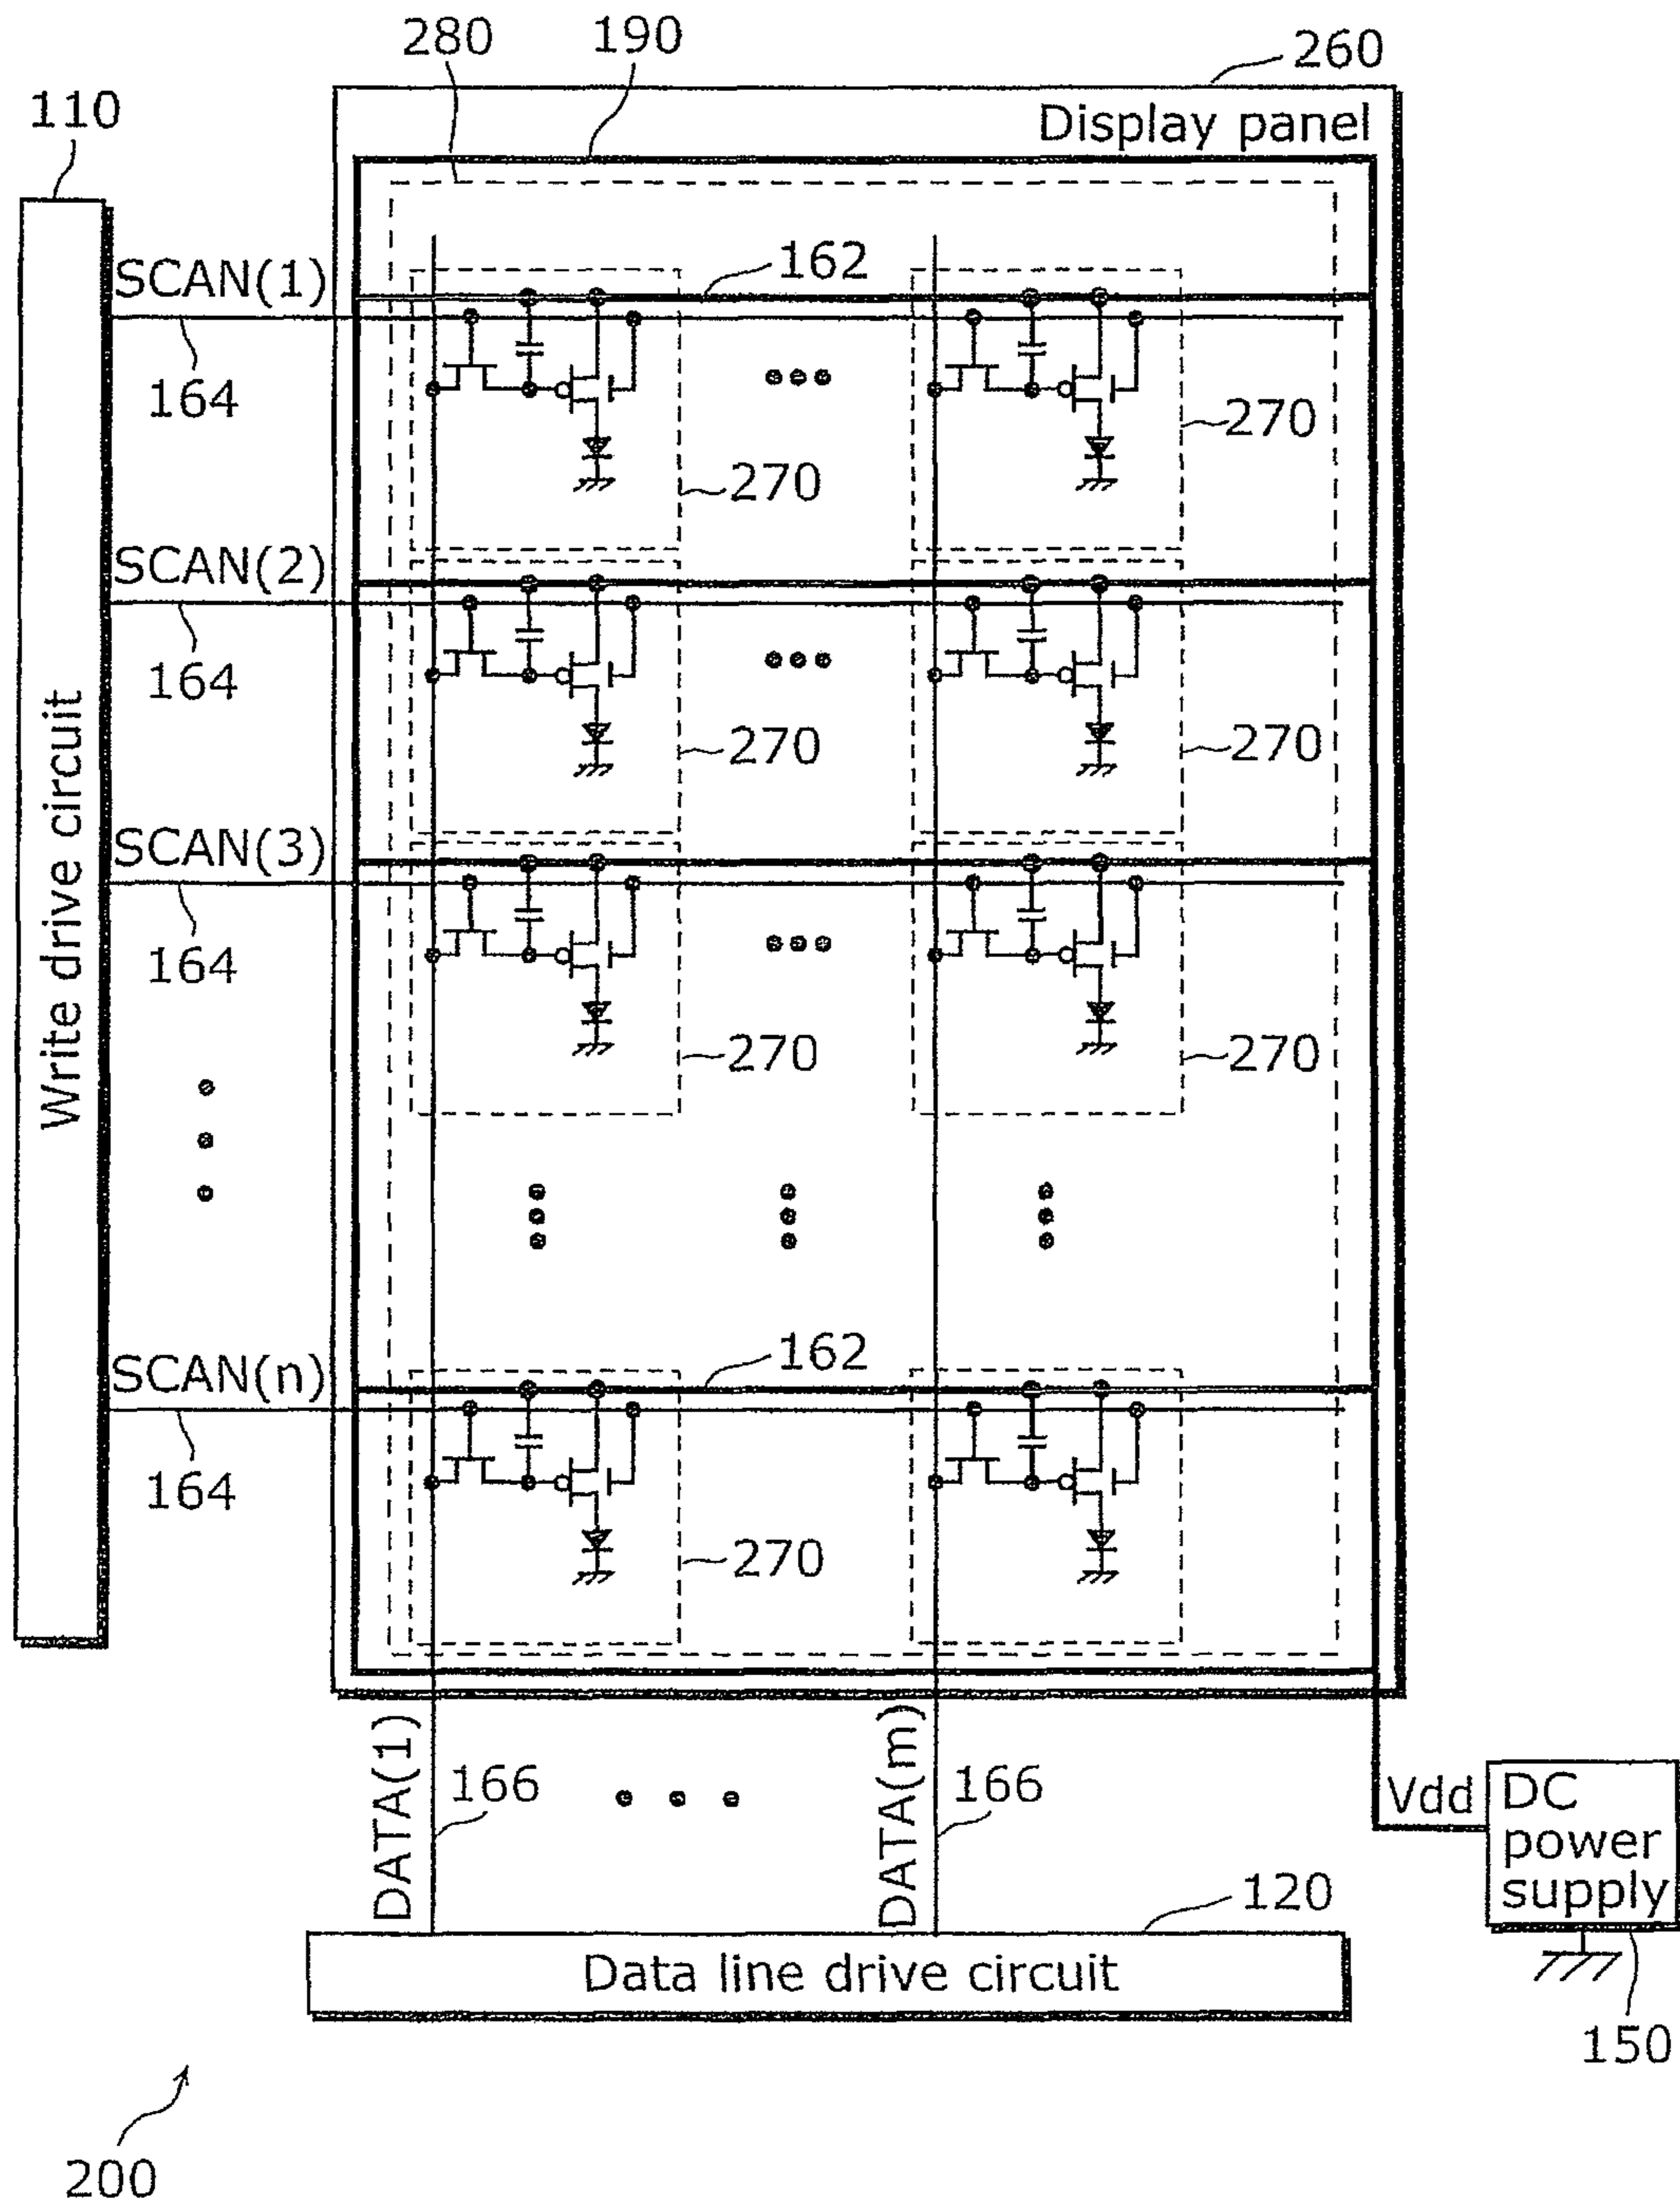 280
190
260
110
Display panel
SCAN(1)
162
164
270
270
SCAN(2)
164
270
270
SCAN(3)
164
270
270
Write drive circuit
SCAN(n)
162
164
270
DATA(1)
166
DATA(m)
166
Vdd
DC
power
supply
120
Data line drive circuit
150
200